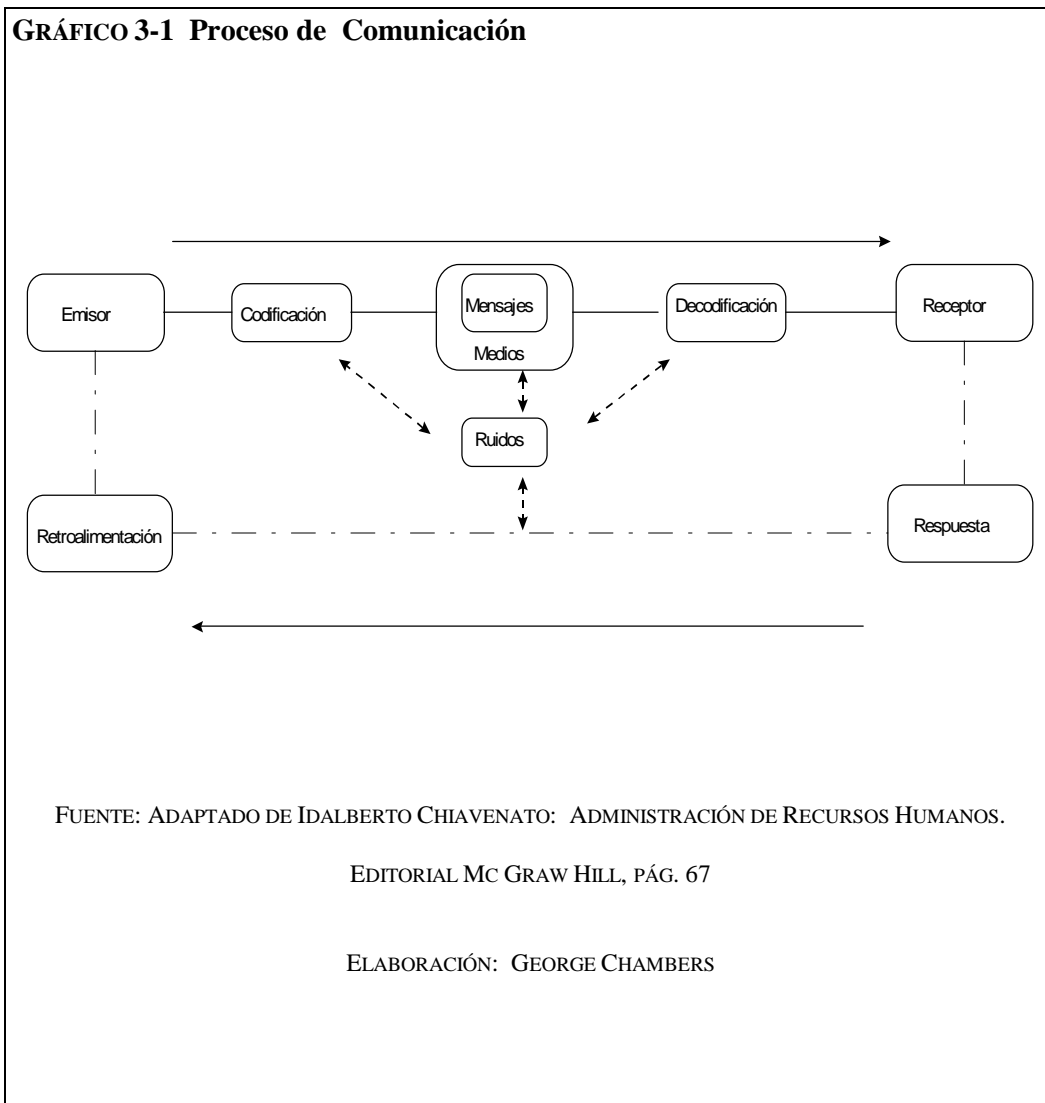 GRÁFICO 3-1 Proceso de Comunicación
Emisor
Codificación
Mensajes
Medios
Decodificación
Receptor
Ruidos
Retroalimentación
Respuesta
FUENTE: ADAPTADO DE IDALBERTO CHIAVENATO: ADMINISTRACIÓN DE RECURSOS HUMANOS.
EDITORIAL MC GRAW HILL, PÁG. 67
ELABORACIÓN: GEORGE CHAMBERS